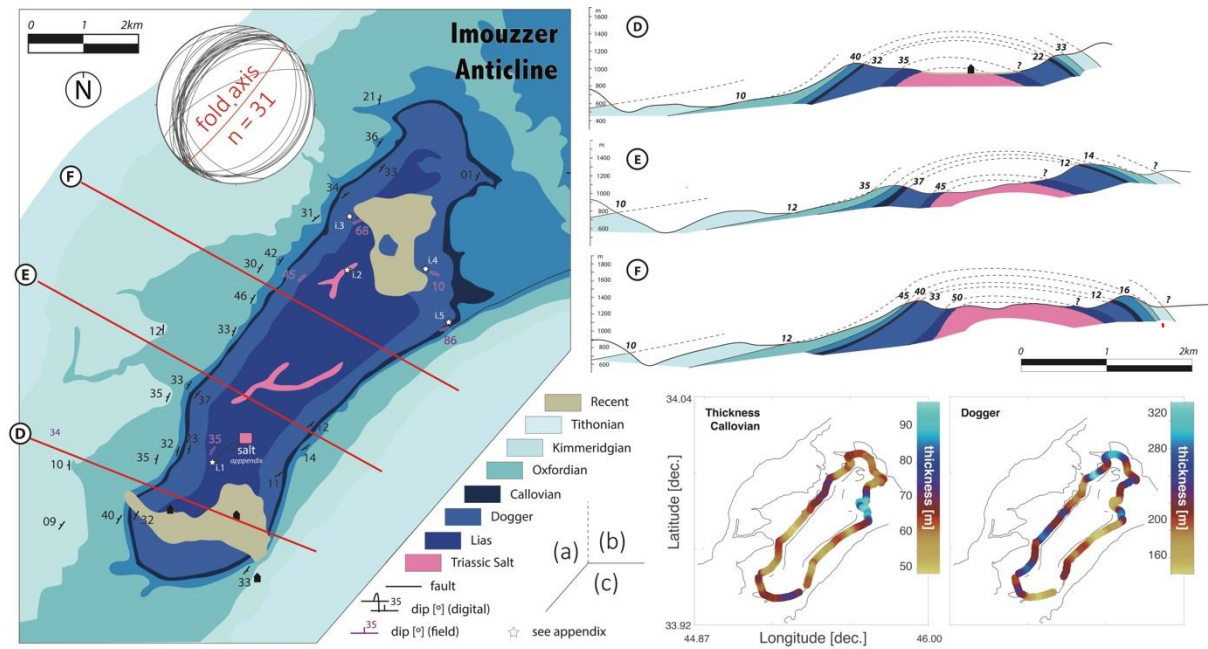 0 1 2km
N
Imouzzer
Anticline
fold axis
n = 31
F
E
D
21
36
33
01
34
31
i.3
68
42
30
45
i.2
i.4
10
46
i.5
86
33
12
33
35
37
12
34
32
23
35
14
35
salt
apppendix
10
i.1
11
09
40
32
33
Recent
Tithonian
Kimmeridgian
Oxfordian
Callovian
Dogger
Lias
Triassic Salt
fault
35 dip [º] (digital)
35 dip [º] (field)
see appendix
(a)
(b)
(c)
D
m
1600
1400
1200
1000
800
600
400
10
40
32
35
?
22
33
E
m
1400
1200
1000
800
600
10
12
35
37
45
?
12
14
?
F
m
1800
1600
1400
1200
1000
800
600
10
12
45
40
33
50
?
12
16
?
0 1 2km
34.04
33.92
Latitude [dec.]
44.87
Longitude [dec.]
46.00
Thickness
Callovian
90
80
70
60
50
thickness [m]
Dogger
320
280
240
200
160
thickness [m]